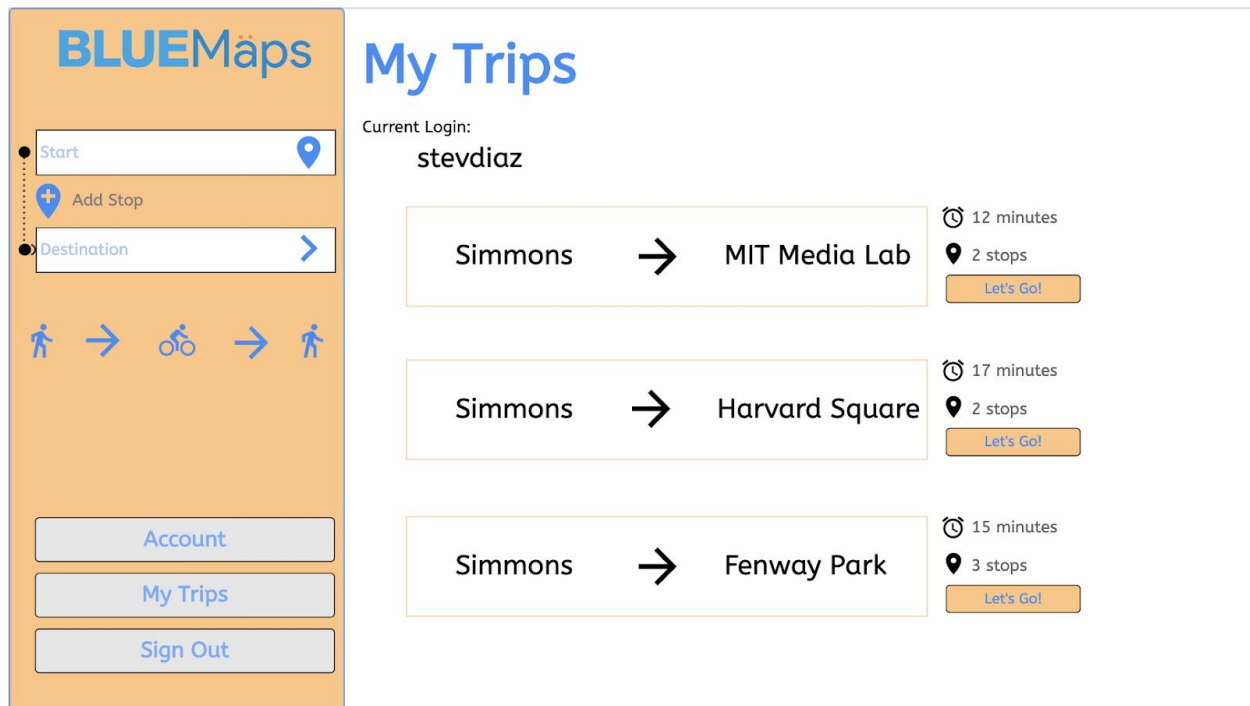 BLUEMäps
Start
Add Stop
Destination
Account
My Trips
Sign Out
My Trips
Current Login:
stevdiaz
Simmons → MIT Media Lab
12 minutes
2 stops
Let's Go!
Simmons → Harvard Square
17 minutes
2 stops
Let's Go!
Simmons → Fenway Park
15 minutes
3 stops
Let's Go!